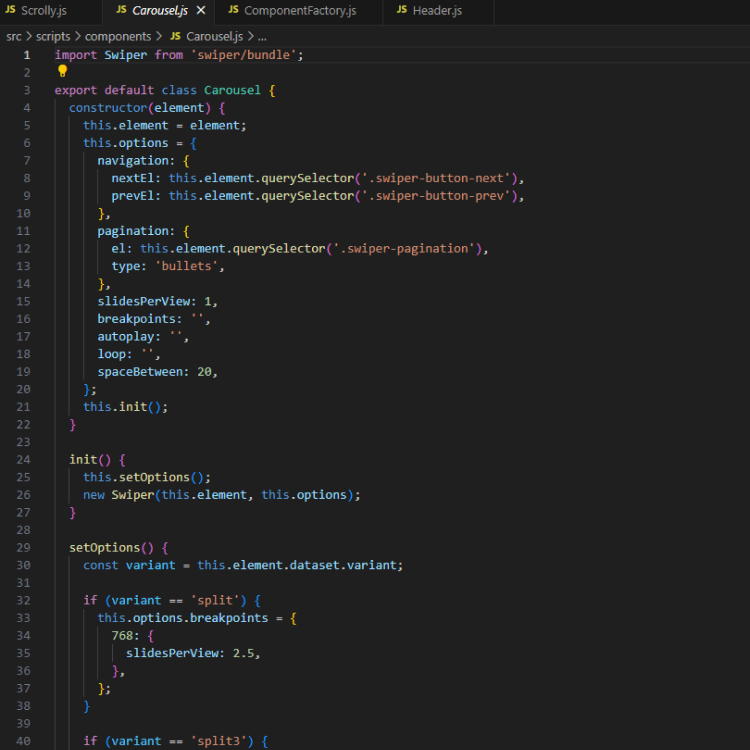 JS Scrolly.js JS Carousel.js × JS ComponentFactory.js JS Header.js
src > scripts > components > JS Carousel.js > ...
1 import Swiper from 'swiper/bundle';
2
3 export default class Carousel {
4 constructor(element) {
5 this.element = element;
6 this.options = {
7 navigation: {
8 nextEl: this.element.querySelector('.swiper-button-next'),
9 prevEl: this.element.querySelector('.swiper-button-prev'),
10 },
11 pagination: {
12 el: this.element.querySelector('.swiper-pagination'),
13 type: 'bullets',
14 },
15 slidesPerView: 1,
16 breakpoints: '',
17 autoplay: '',
18 loop: '',
19 spaceBetween: 20,
20 };
21 this.init();
22 }
23
24 init() {
25 this.setOptions();
26 new Swiper(this.element, this.options);
27 }
28
29 setOptions() {
30 const variant = this.element.dataset.variant;
31
32 if (variant == 'split') {
33 this.options.breakpoints = {
34 768: {
35 slidesPerView: 2.5,
36 },
37 };
38 }
39
40 if (variant == 'split3') {